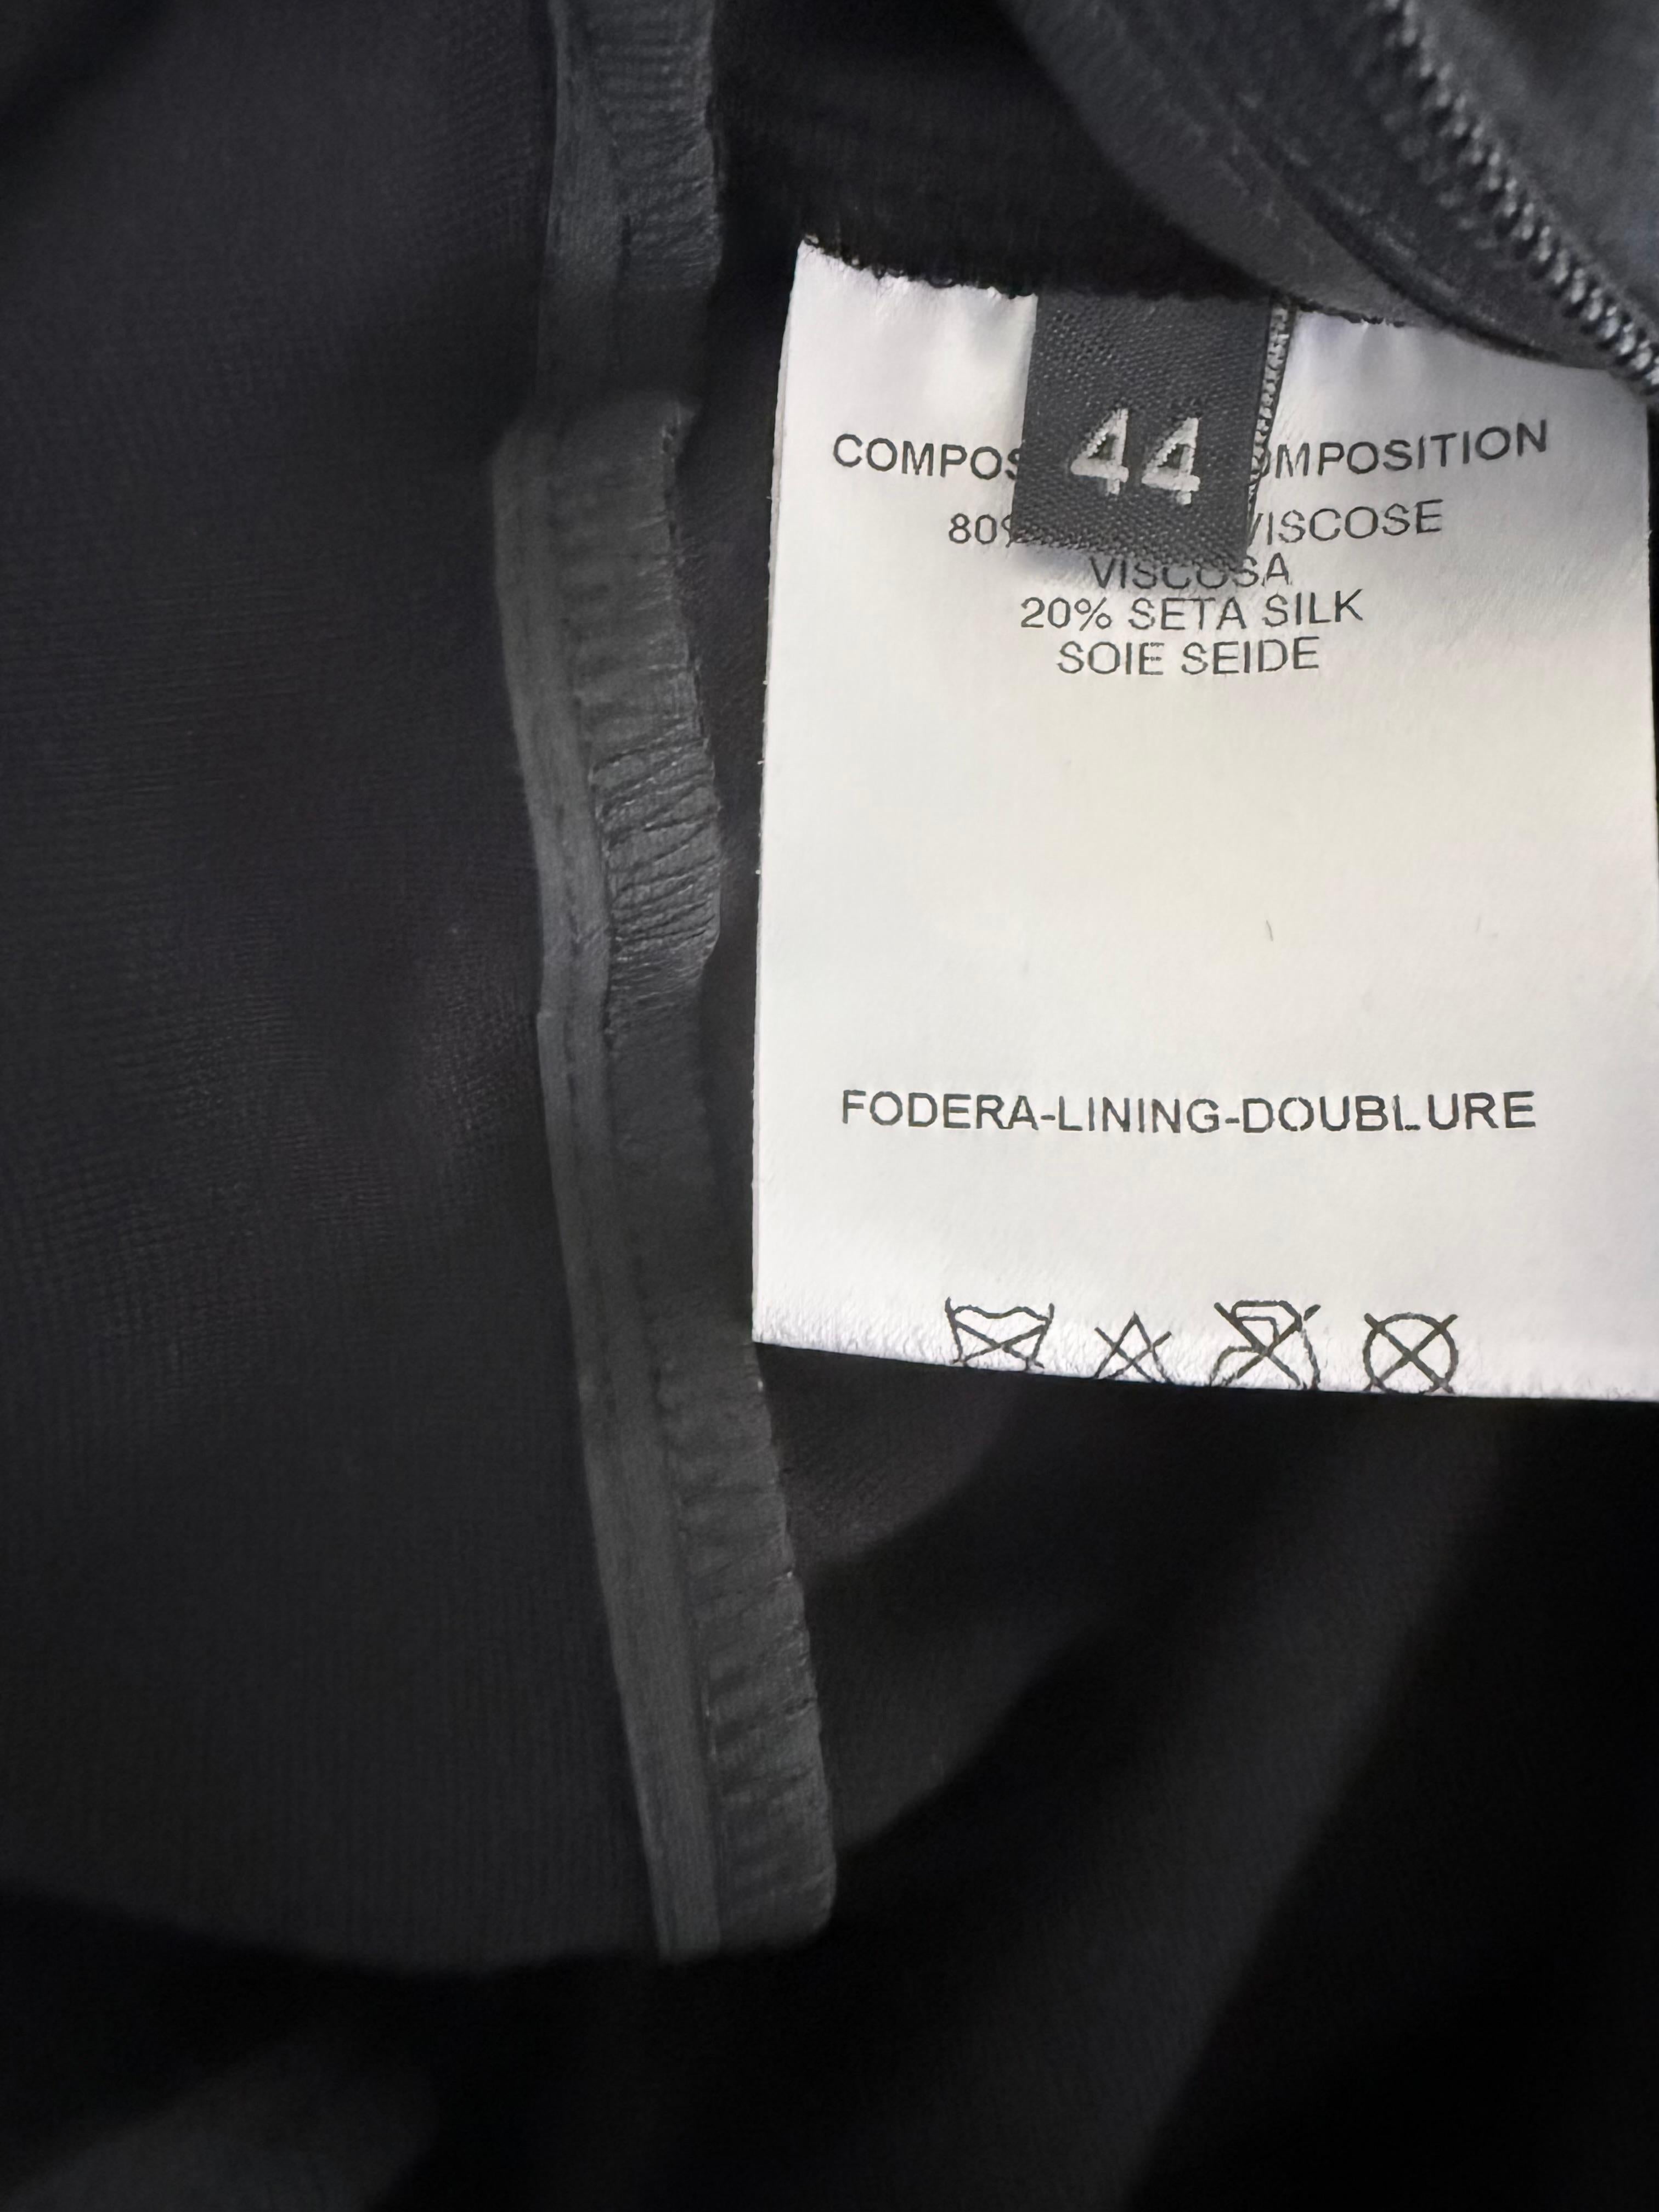 44
COMPOS OMPOSITION
80% VISCOSE
VISCOSA
20% SETA SILK
SOIE SEIDE
FODERA-LINING-DOUBLURE